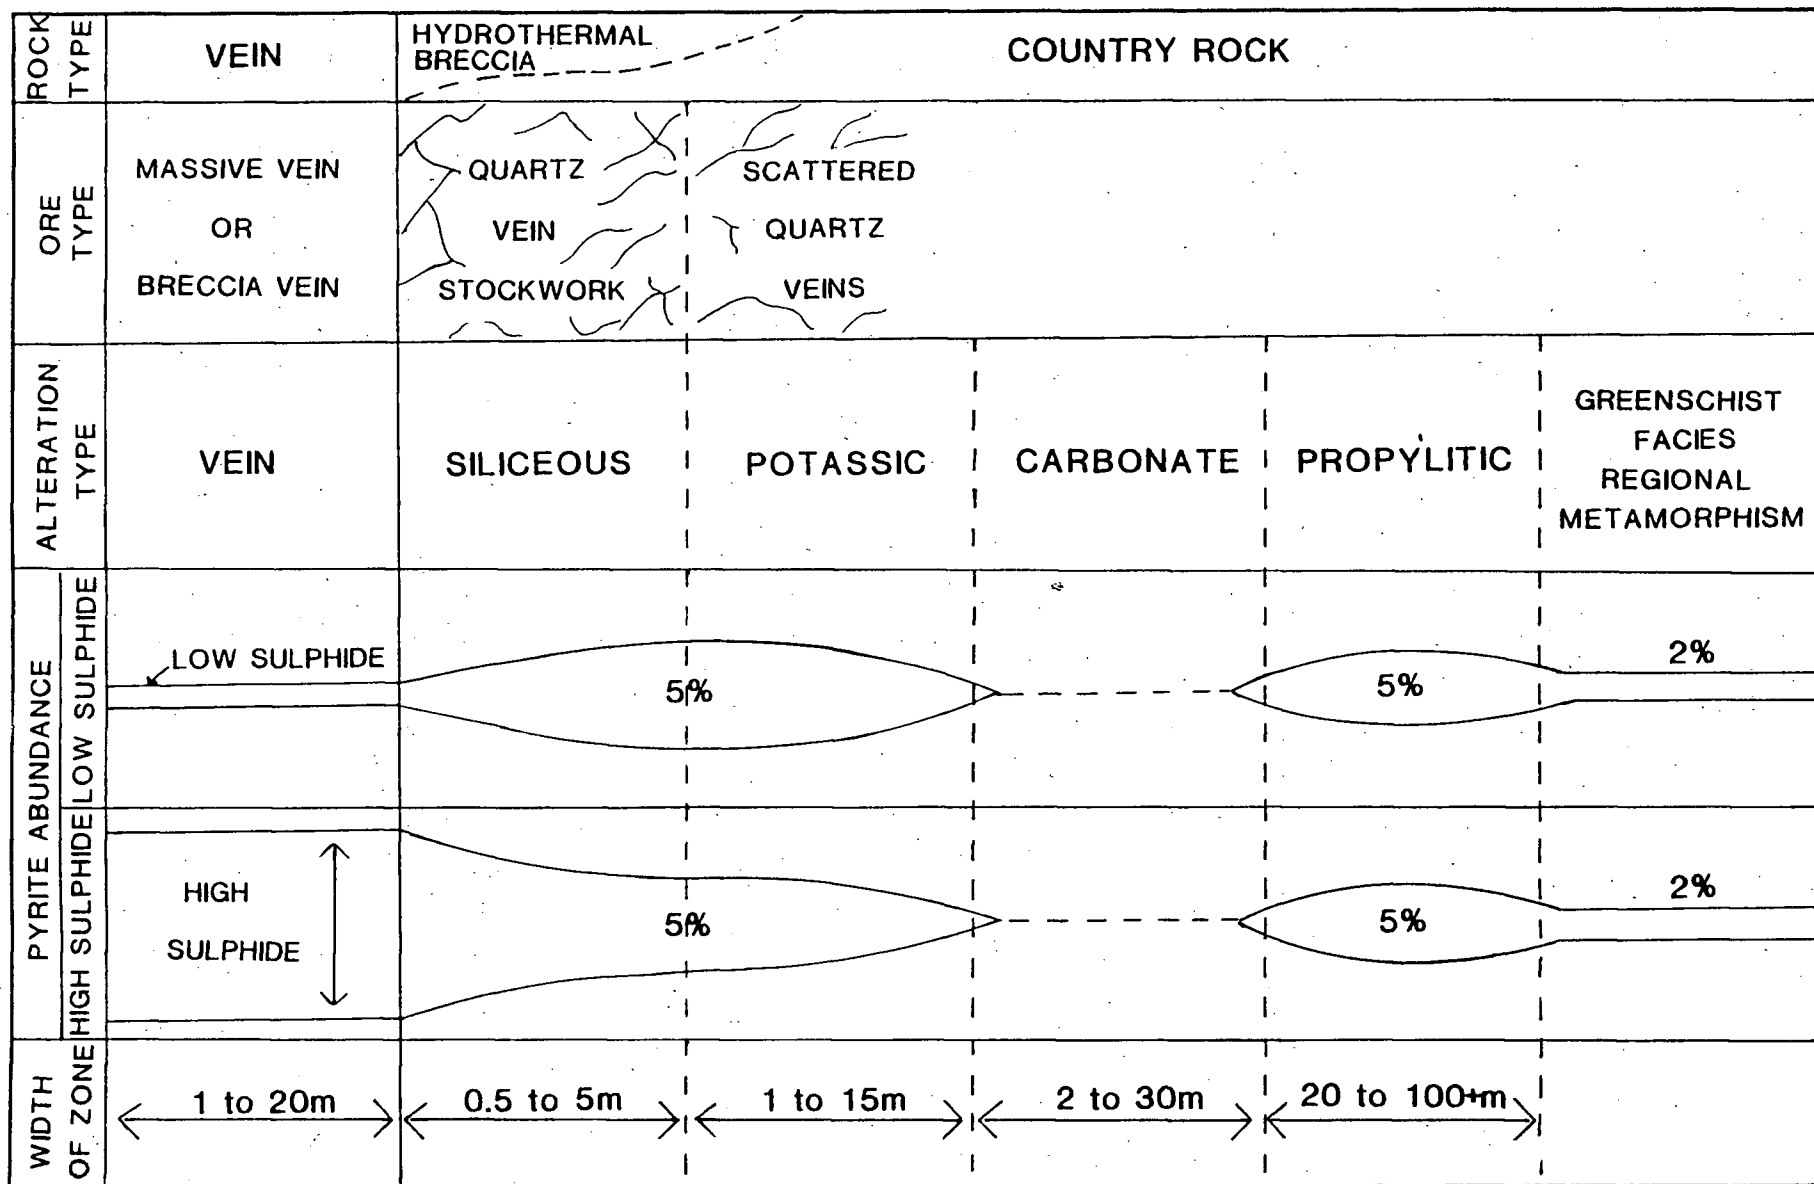 ROCK
TYPE
VEIN
HYDROTHERMAL
BRECCIA
COUNTRY ROCK
ORE
TYPE
MASSIVE VEIN
OR
BRECCIA VEIN
QUARTZ
VEIN
STOCKWORK
SCATTERED
QUARTZ
VEINS
ALTERATION
TYPE
VEIN
SILICEOUS
POTASSIC
CARBONATE
PROPYLITIC
GREENSCHIST
FACIES
REGIONAL
METAMORPHISM
PYRITE ABUNDANCE
LOW SULPHIDE
LOW SULPHIDE
5%
5%
2%
HIGH SULPHIDE
HIGH
SULPHIDE
5%
5%
2%
WIDTH
OF ZONE
1 to 20m
0.5 to 5m
1 to 15m
2 to 30m
20 to 100+m